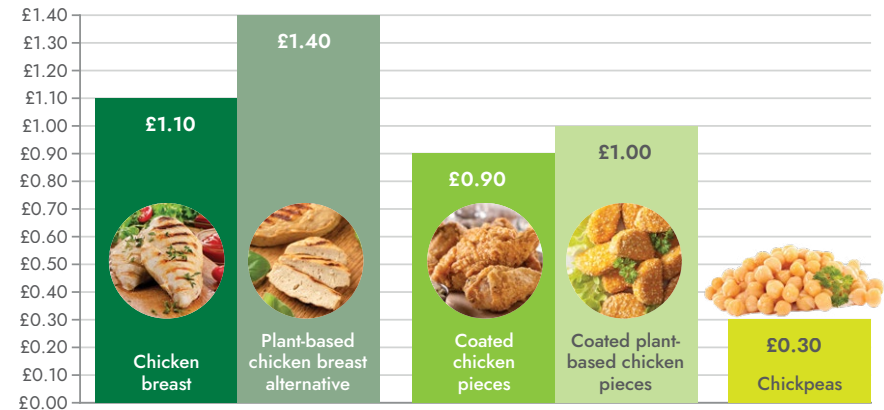 £1.40
£1.30
£1.20
£1.10
£1.00
£0.90
£0.80
£0.70
£0.60
£0.50
£0.40
£0.30
£0.20
£0.10
£0.00
£1.10
Chicken
breast
£1.40
Plant-based
chicken breast
alternative
£0.90
Coated
chicken
pieces
£1.00
Coated plant-
based chicken
pieces
£0.30
Chickpeas